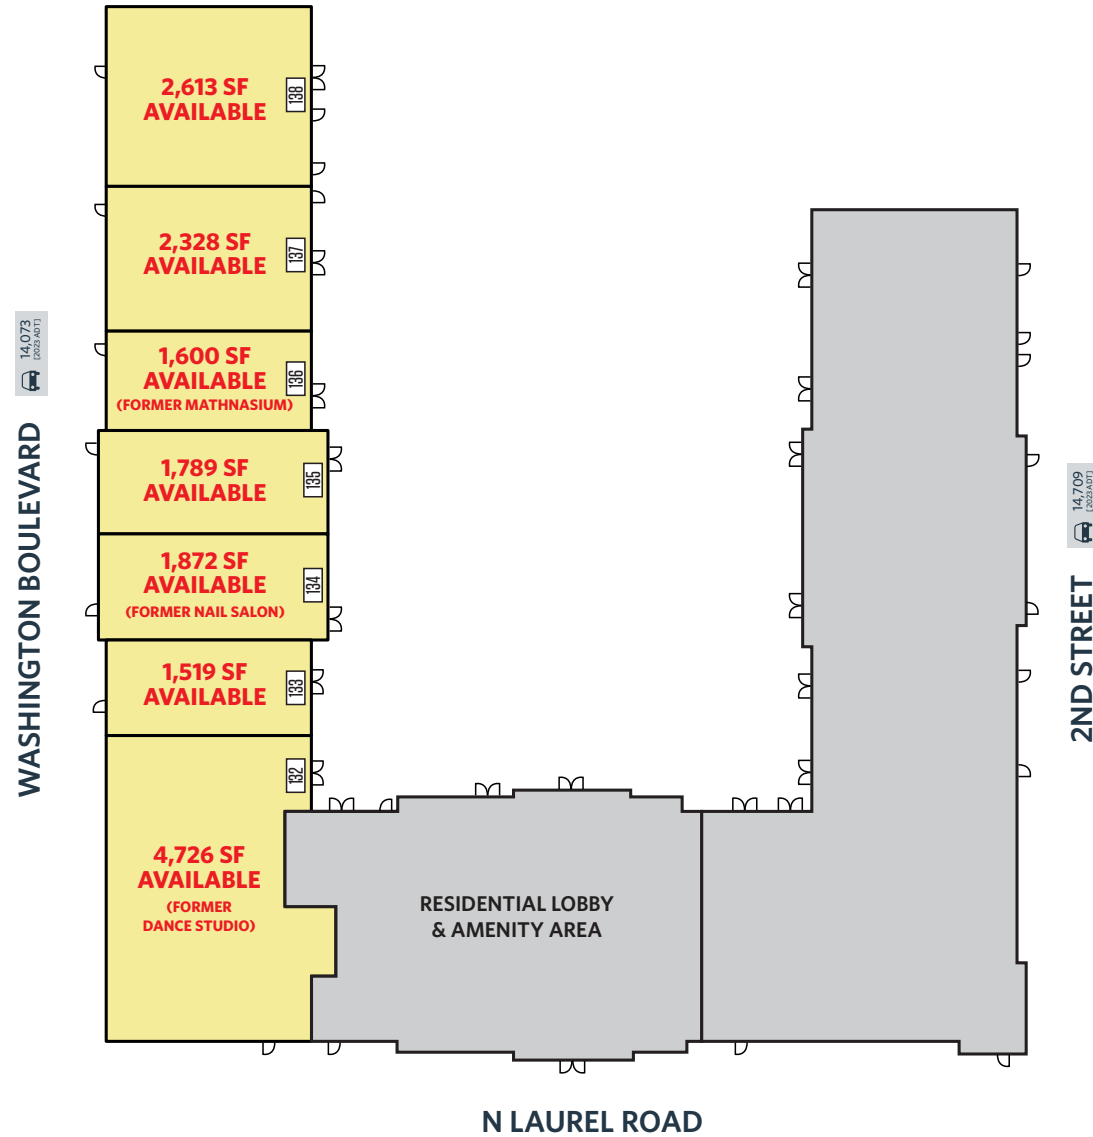 2,613 SF
AVAILABLE
138
2,328 SF
AVAILABLE
137
1,600 SF
AVAILABLE
(FORMER MATHNASIUM)
136
1,789 SF
AVAILABLE
135
1,872 SF
AVAILABLE
(FORMER NAIL SALON)
134
1,519 SF
AVAILABLE
133
132
4,726 SF
AVAILABLE
(FORMER
DANCE STUDIO)
RESIDENTIAL LOBBY
& AMENITY AREA
WASHINGTON BOULEVARD
14,073
[2023 ADT]
2ND STREET
14,709
[2023 ADT]
N LAUREL ROAD